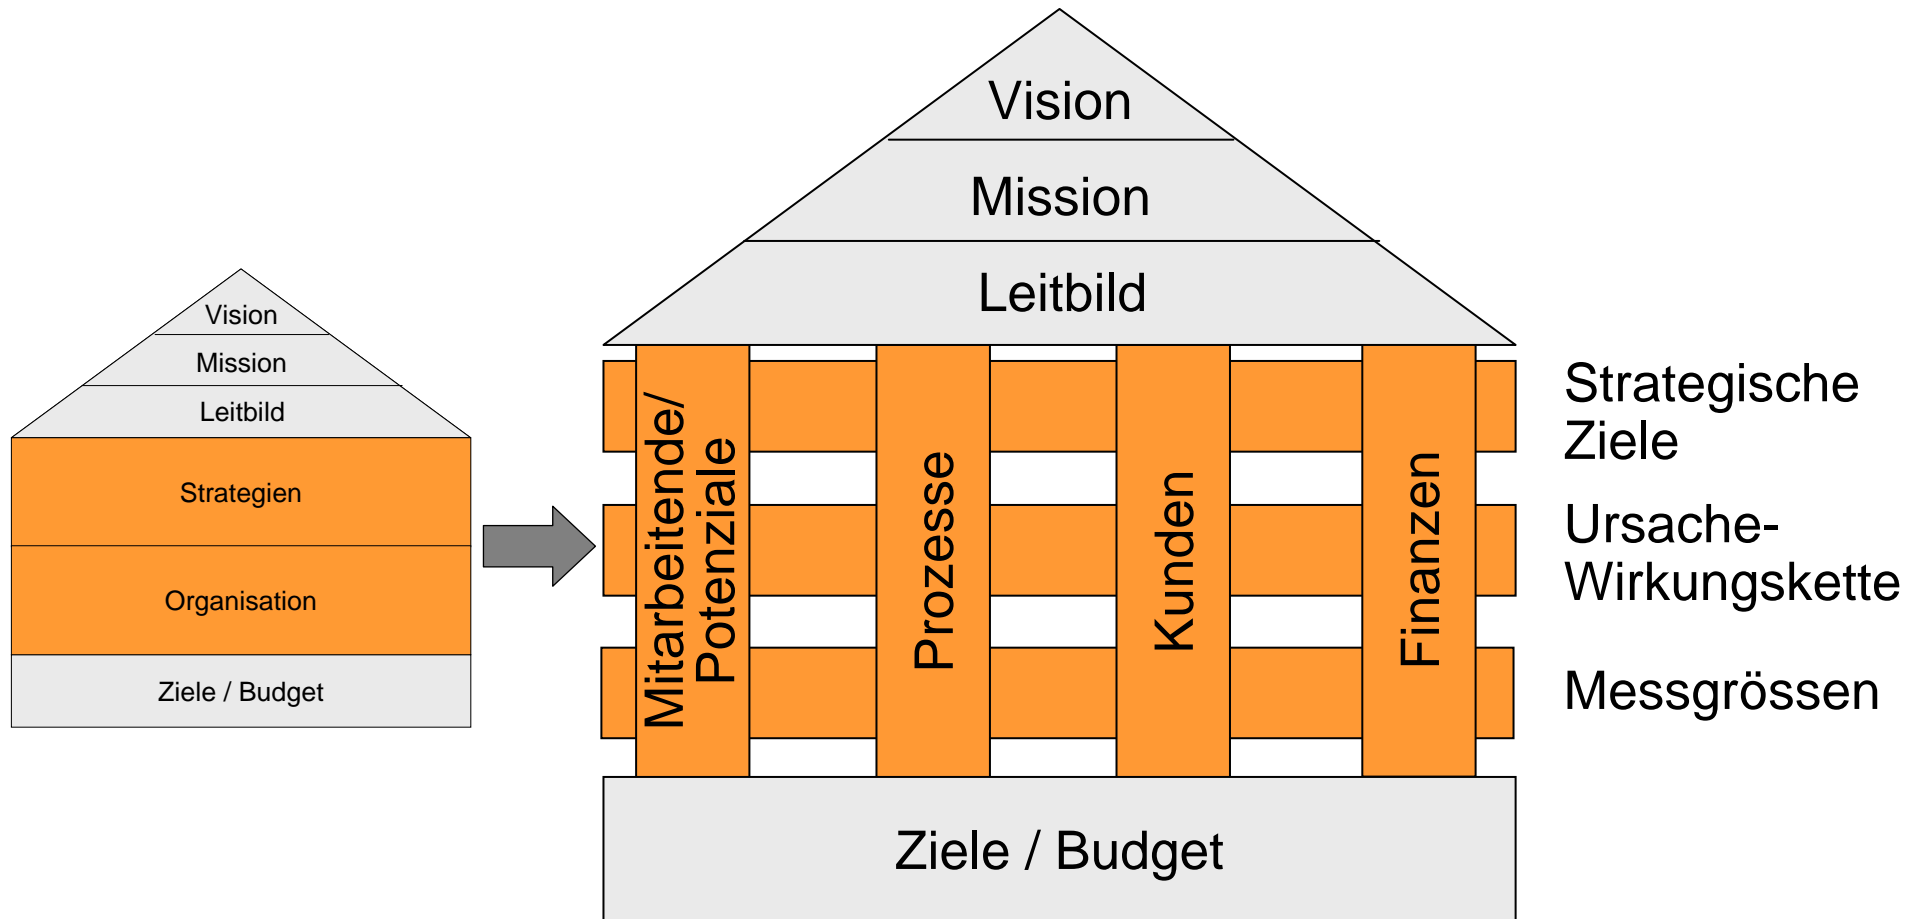 Vision
Mission
Leitbild
Strategien
Organisation
Ziele / Budget
Vision
Mission
Leitbild
Mitarbeitende/
Potenziale
Prozesse
Kunden
Finanzen
Strategische
Ziele
Ursache-
Wirkungskette
Messgrössen
Ziele / Budget